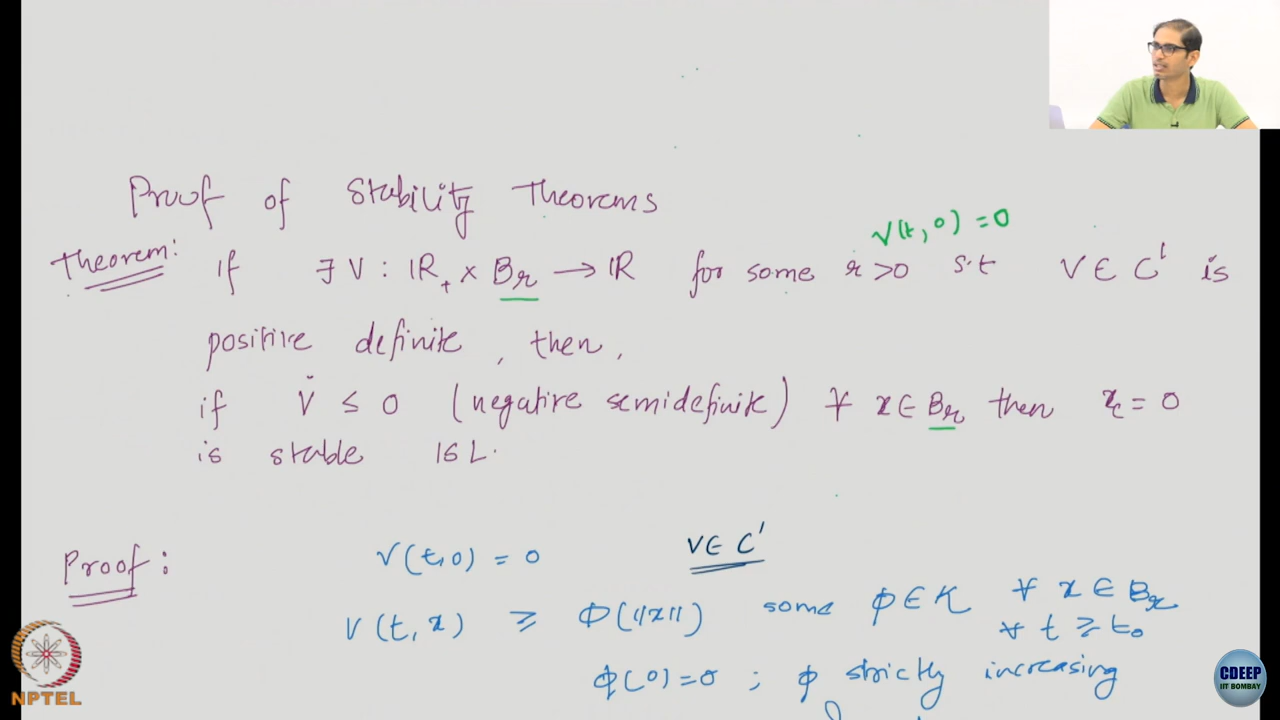 Proof of Stability Theorems
V(t, 0) = 0
Theorem: If ∃ V : ℝ₊ × Bᵣ → ℝ for some r > 0 s.t V ∈ C¹ is
positive definite, then,
if V̇ ≤ 0 (negative semidefinite) ∀ x ∈ Bᵣ then xₑ = 0
is stable ISL.
Proof: V(t, 0) = 0 V ∈ C¹
V(t, x) ≥ ϕ(||x||) some ϕ ∈ K ∀ x ∈ Bᵣ
∀ t ≥ t₀
ϕ(0) = 0 ; ϕ strictly increasing
NPTEL
CDEEP
IIT BOMBAY